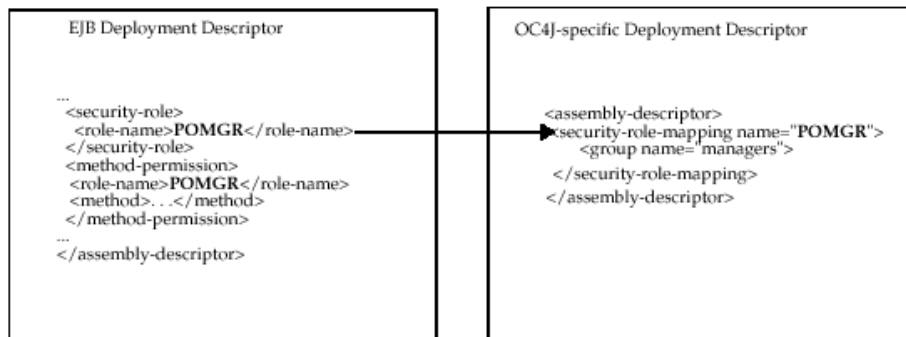 EJB Deployment Descriptor
...
<security-role>
<role-name>POMGR</role-name>
</security-role>
<method-permission>
<role-name>POMGR</role-name>
<method>. . .</method>
</method-permission>
...
</assembly-descriptor>
OC4J-specific Deployment Descriptor
<assembly-descriptor>
<security-role-mapping name="POMGR">
<group name="managers">
</security-role-mapping>
</assembly-descriptor>